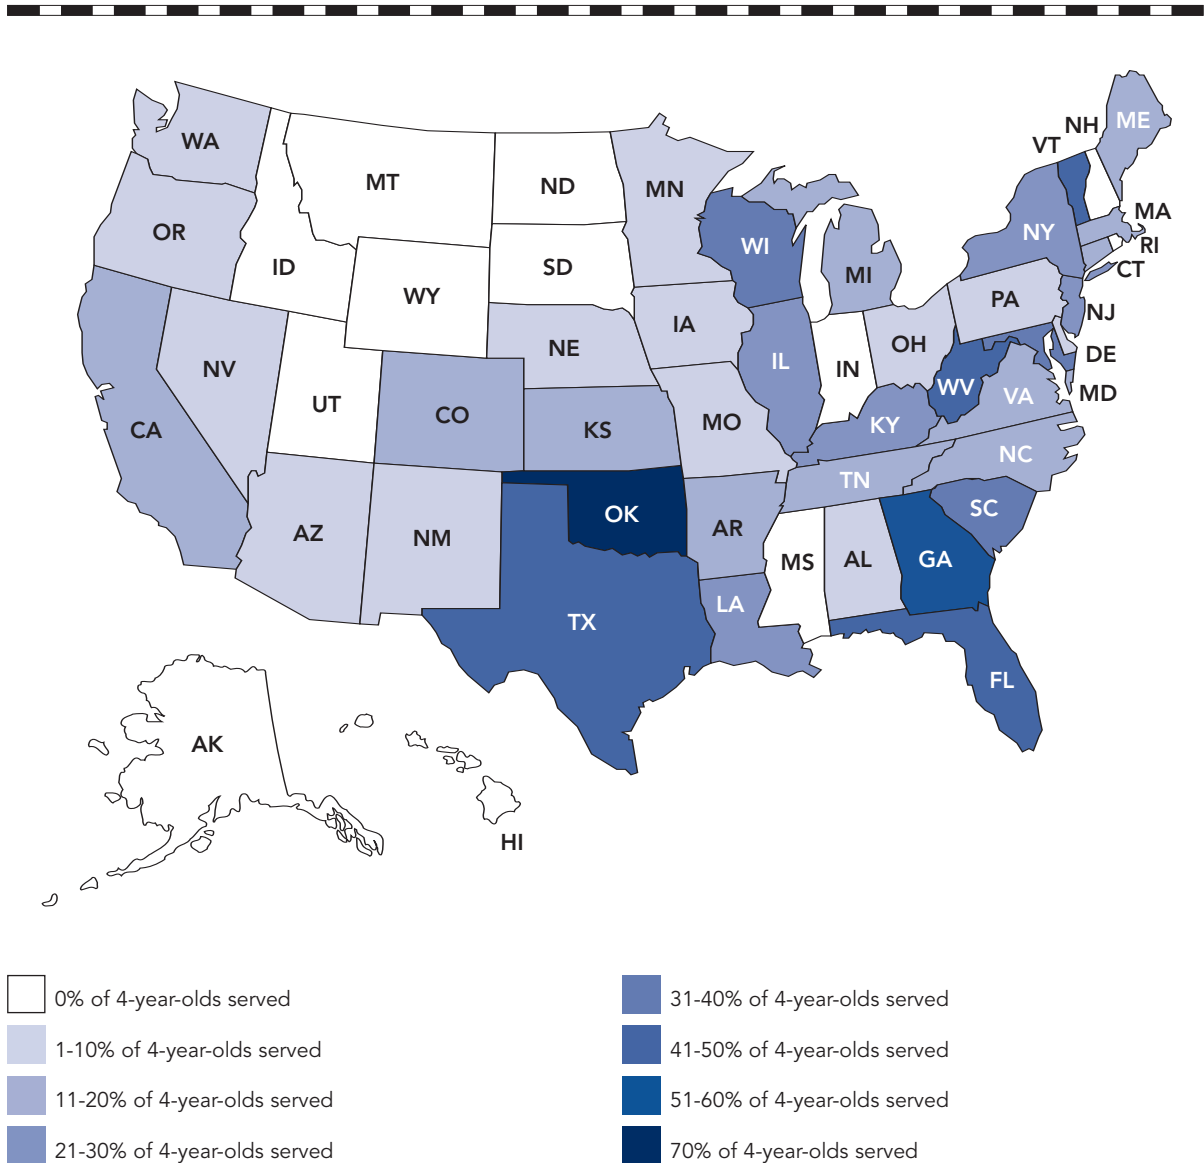 NH
ME
VT
WA
MT
ND
MN
OR
MA
NY
WI
RI
ID
SD
CT
MI
WY
PA
NJ
IA
NE
OH
DE
NV
IL
IN
UT
WV
MD
VA
CO
KY
CA
KS
MO
NC
TN
SC
OK
AR
AZ
NM
MS
AL
GA
LA
TX
FL
AK
HI
0% of 4-year-olds served
1-10% of 4-year-olds served
11-20% of 4-year-olds served
21-30% of 4-year-olds served
31-40% of 4-year-olds served
41-50% of 4-year-olds served
51-60% of 4-year-olds served
70% of 4-year-olds served